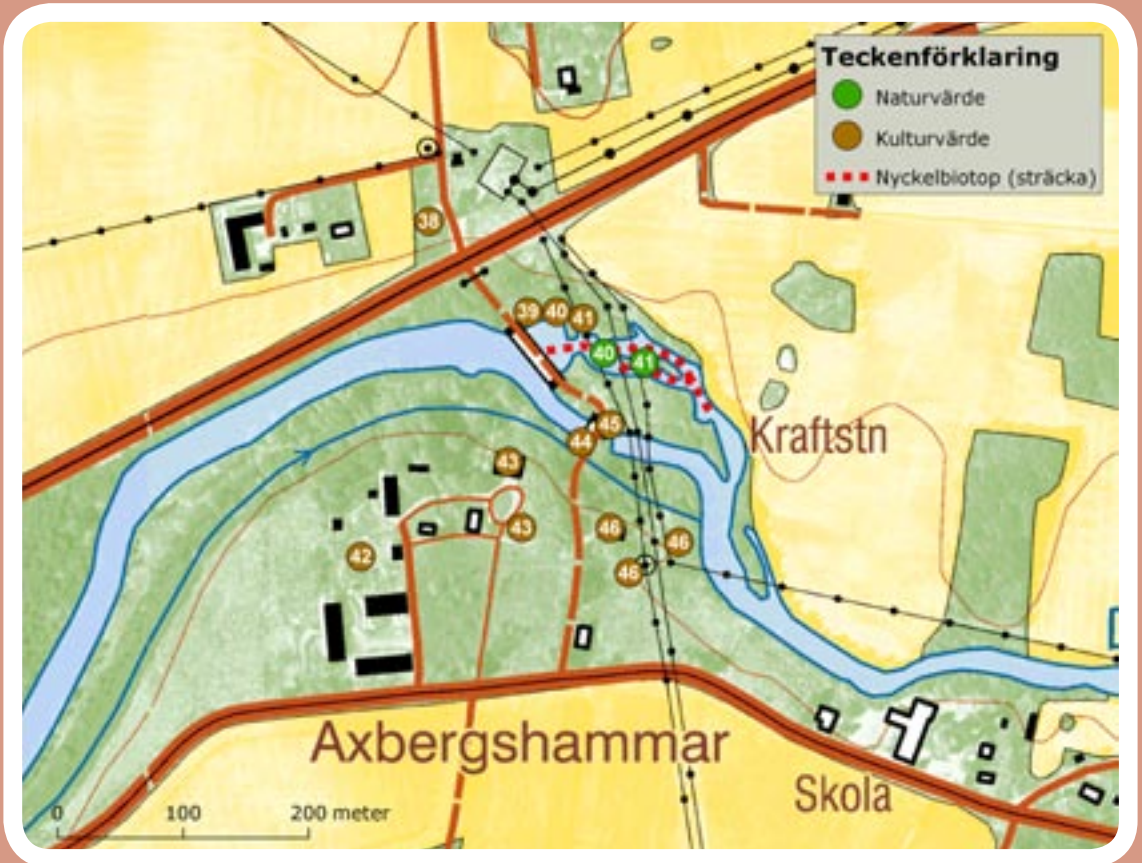 Teckenförklaring
Naturvärde
Kulturvärde
Nyckelbiotop (sträcka)
38
39 40 41
40 41
45
44
Kraftstn
43
43
46
46
42
46
Axbergshammar
Skola
0 100 200 meter